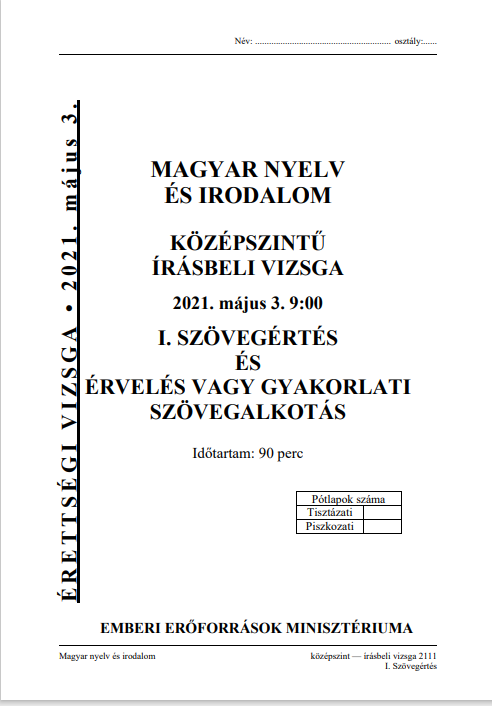 Név: ............................................................... osztály:......
ÉRETTSÉGI VIZSGA • 2021. május 3.
MAGYAR NYELV
ÉS IRODALOM
KÖZÉPSZINTŰ
ÍRÁSBELI VIZSGA
2021. május 3. 9:00
I. SZÖVEGÉRTÉS
ÉS
ÉRVELÉS VAGY GYAKORLATI
SZÖVEGALKOTÁS
Időtartam: 90 perc
Pótlapok száma
Tisztázati
Piszkozati
EMBERI ERŐFORRÁSOK MINISZTÉRIUMA
Magyar nyelv és irodalom középszint — írásbeli vizsga 2111
I. Szövegértés